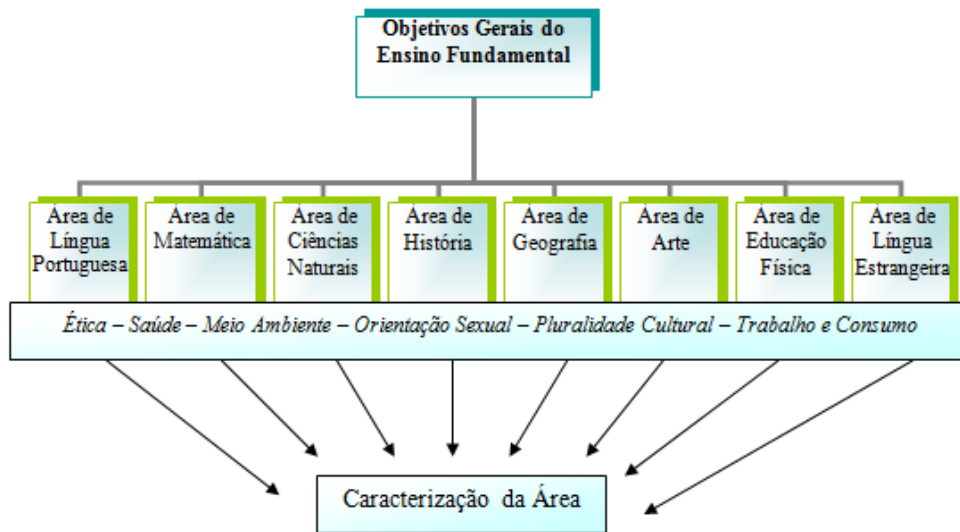 Objetivos Gerais do
Ensino Fundamental
Área de
Língua
Portuguesa
Área de
Matemática
Área de
Ciências
Naturais
Área de
História
Área de
Geografia
Área de
Arte
Área de
Educação
Física
Área de
Língua
Estrangeira
Ética – Saúde – Meio Ambiente – Orientação Sexual – Pluralidade Cultural – Trabalho e Consumo
Caracterização da Área